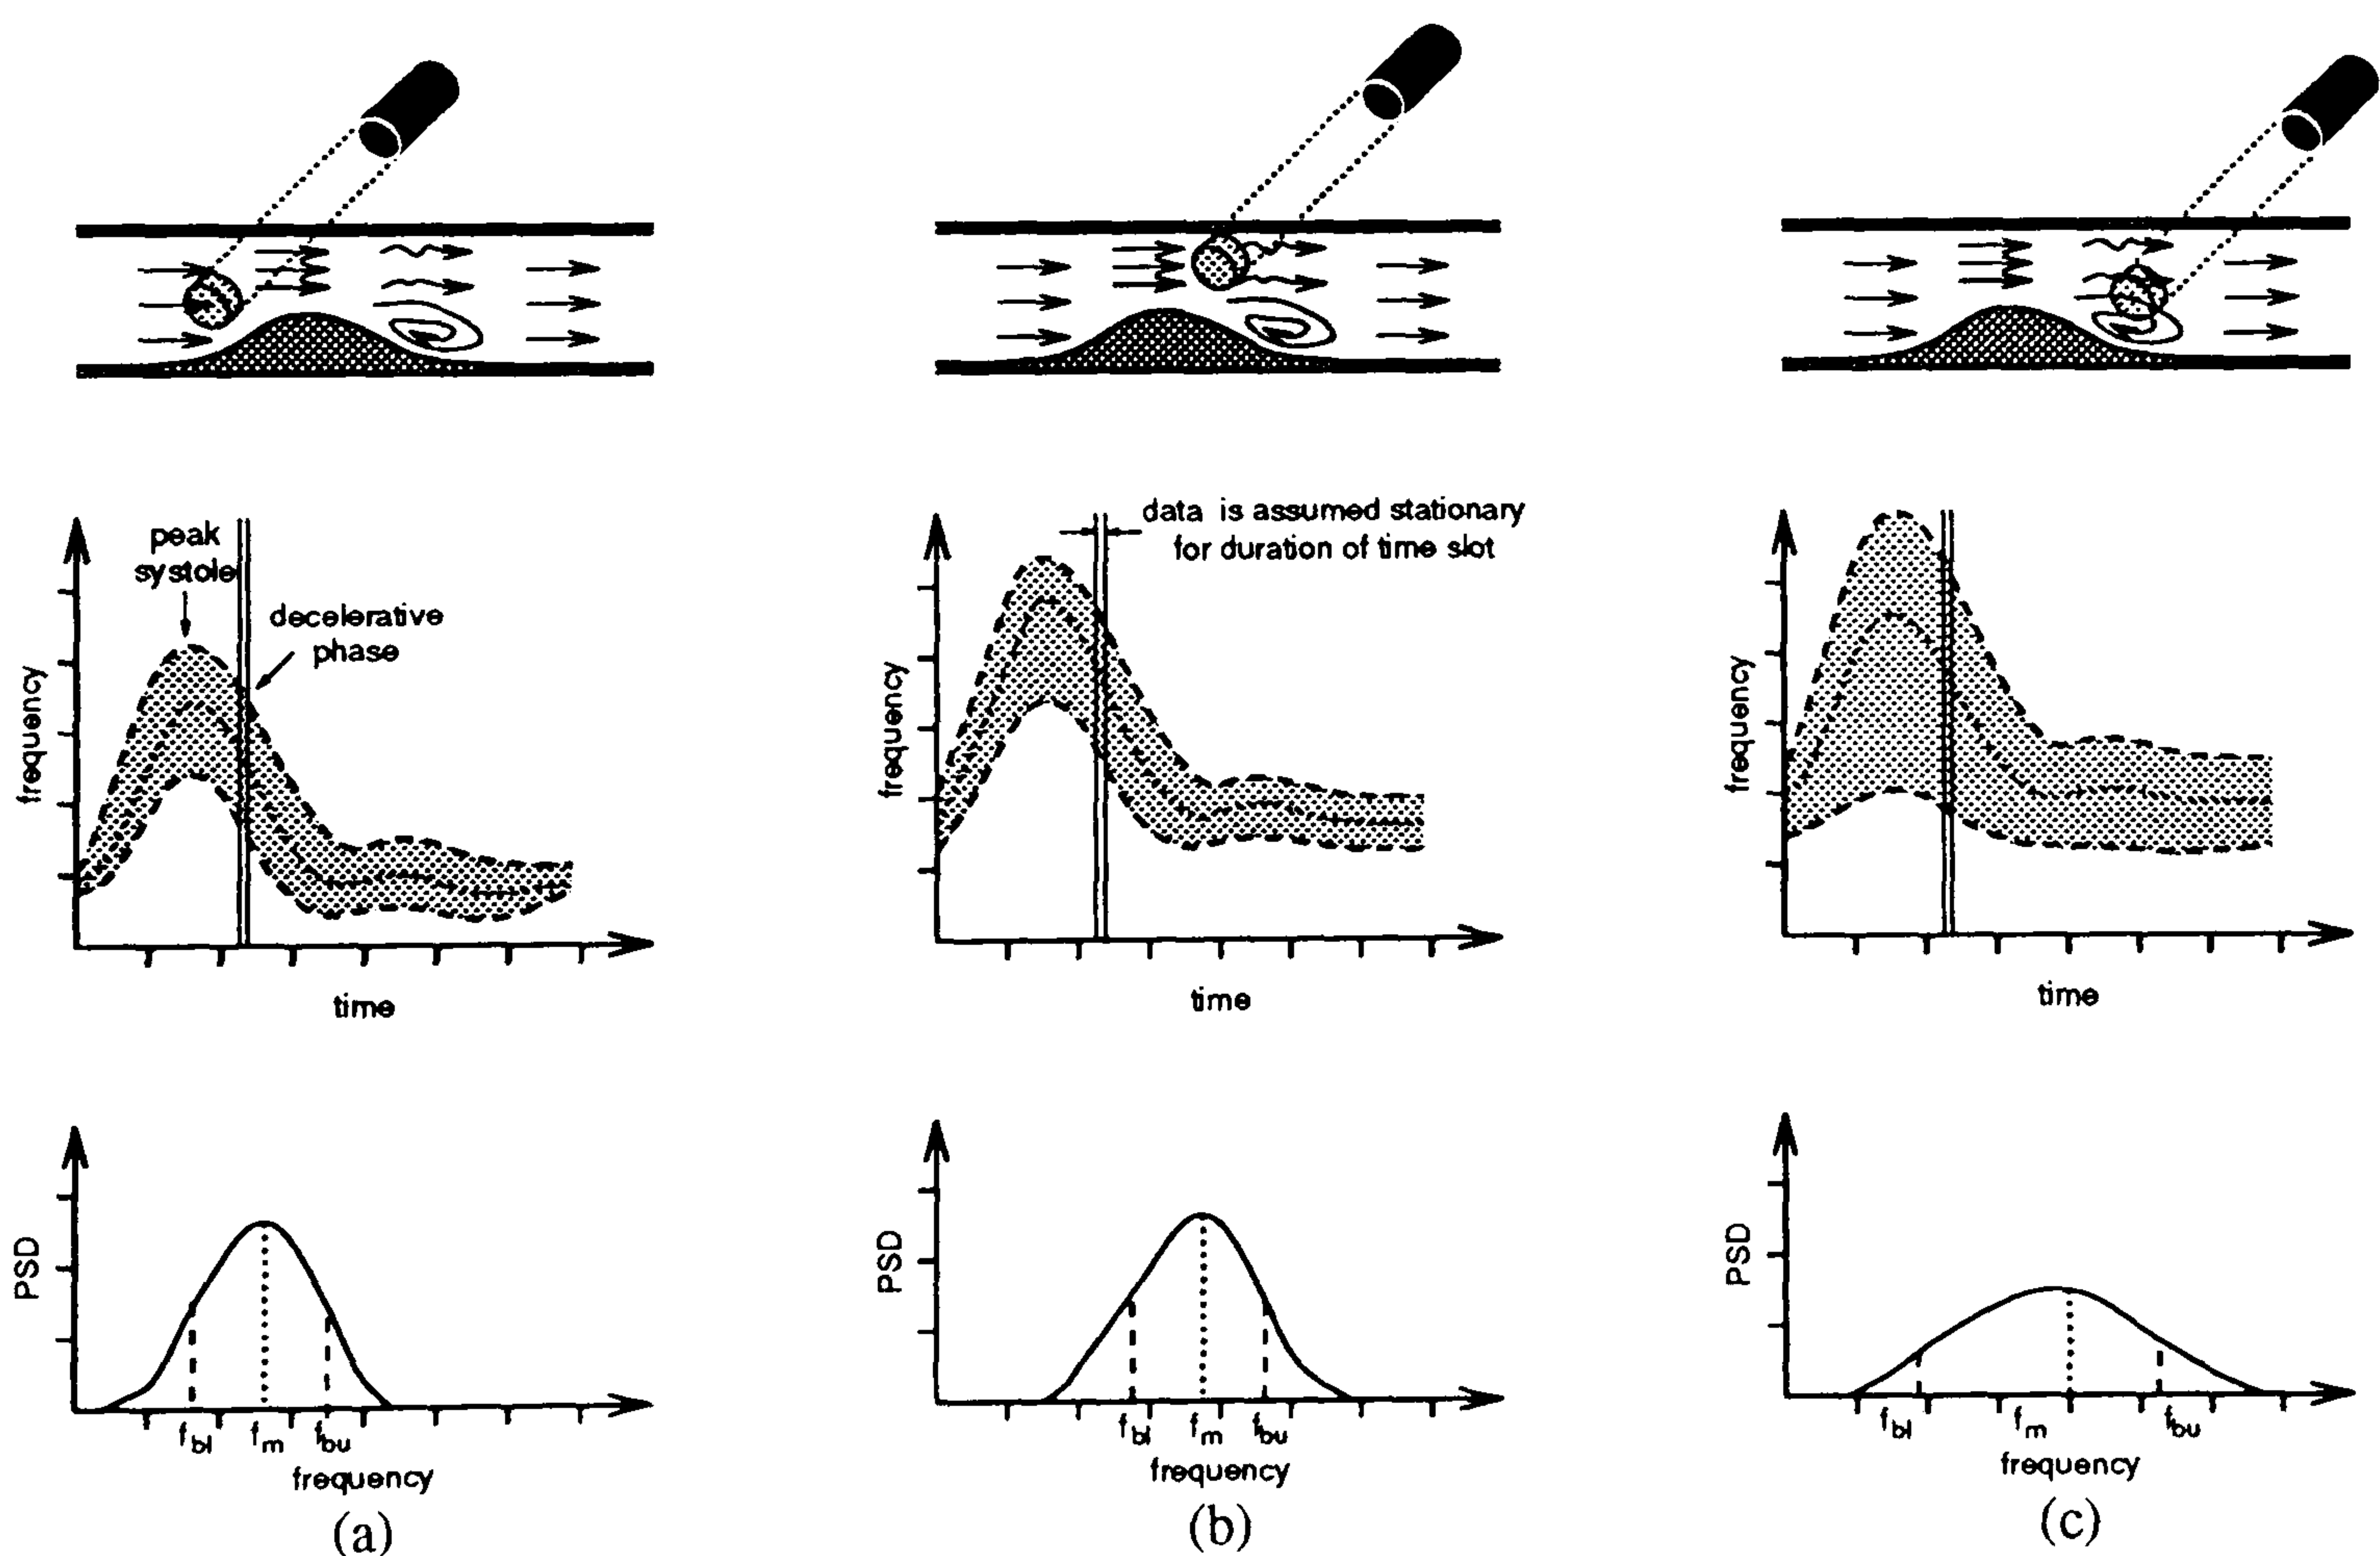 peak
systole
decelerative
phase
frequency
time
data is assumed stationary
for duration of time slot
frequency
time
frequency
time
PSD
f_bl f_m f_bu
frequency
(a)
PSD
f_bl f_m f_bu
frequency
(b)
PSD
f_bl f_m f_bu
frequency
(c)